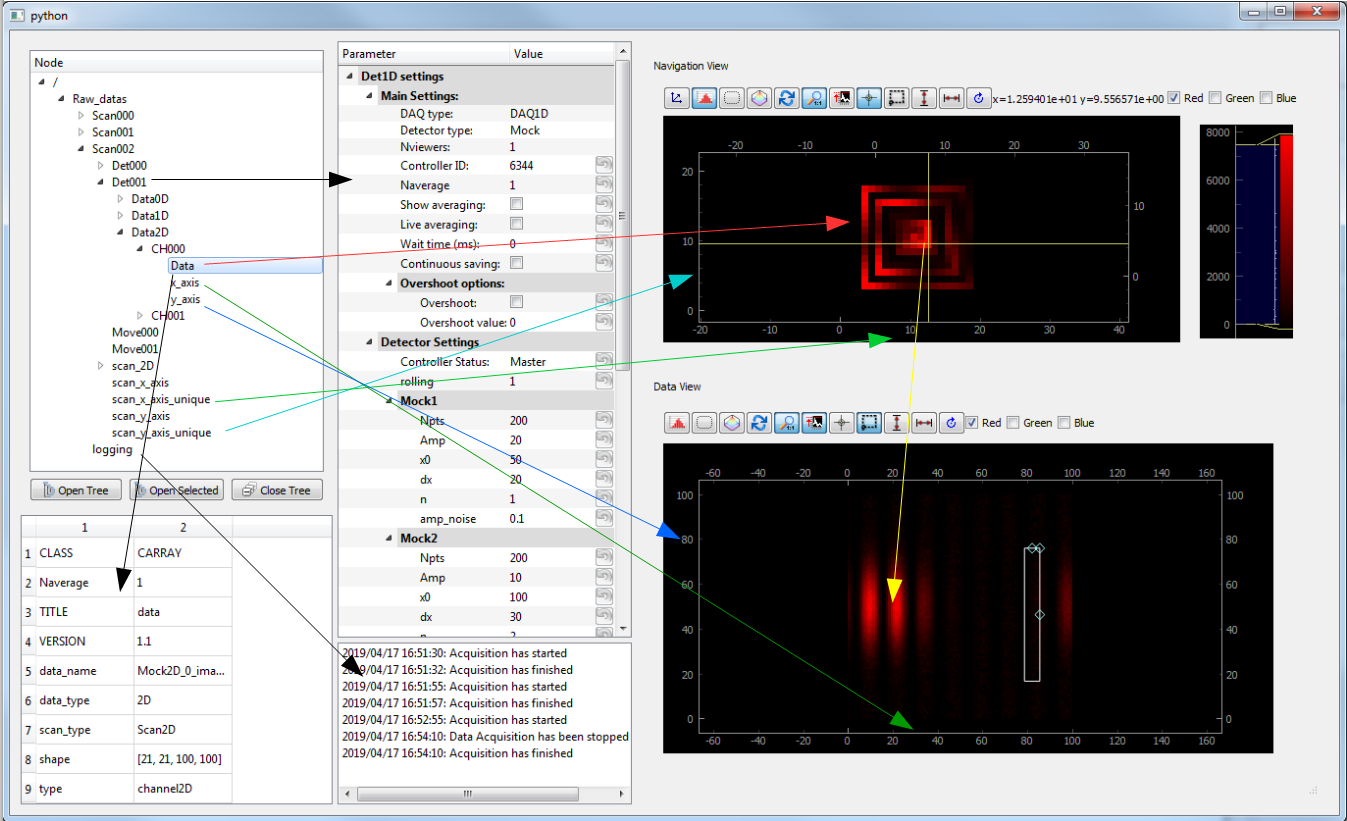 python
Node
/
Raw_datas
Scan000
Scan001
Scan002
Det000
Det001
Data0D
Data1D
Data2D
CH000
Data
x_axis
y_axis
CH001
Move000
Move001
scan_2D
scan_x_axis
scan_x_axis_unique
scan_y_axis
scan_y_axis_unique
logging
Open Tree Open Selected Close Tree
1 2
1 CLASS CARRAY
2 Naverage 1
3 TITLE data
4 VERSION 1.1
5 data_name Mock2D_0_ima...
6 data_type 2D
7 scan_type Scan2D
8 shape [21, 21, 100, 100]
9 type channel2D
Parameter Value
Det1D settings
Main Settings:
DAQ type: DAQ1D
Detector type: Mock
Nviewers: 1
Controller ID: 6344
Naverage 1
Show averaging:
Live averaging:
Wait time (ms): 0
Continuous saving:
Overshoot options:
Overshoot:
Overshoot value: 0
Detector Settings
Controller Status: Master
rolling 1
Mock1
Npts 200
Amp 20
x0 50
dx 20
n 1
amp_noise 0.1
Mock2
Npts 200
Amp 10
x0 100
dx 30
n 2
2019/04/17 16:51:30: Acquisition has started
2019/04/17 16:51:32: Acquisition has finished
2019/04/17 16:51:55: Acquisition has started
2019/04/17 16:51:57: Acquisition has finished
2019/04/17 16:52:55: Acquisition has started
2019/04/17 16:54:10: Data Acquisition has been stopped
2019/04/17 16:54:10: Acquisition has finished
Navigation View
x=1.259401e+01 y=9.556571e+00 Red Green Blue
-20 0 10 20 30
20
10
0
10
0
-20 -10 0 10 20 30 40
8000
6000
4000
2000
0
Data View
Red Green Blue
-60 -40 -20 0 20 40 60 80 100 120 140 160
100 100
80 80
60 60
40 40
20 20
0 0
-60 -40 -20 0 20 40 60 80 100 120 140 160